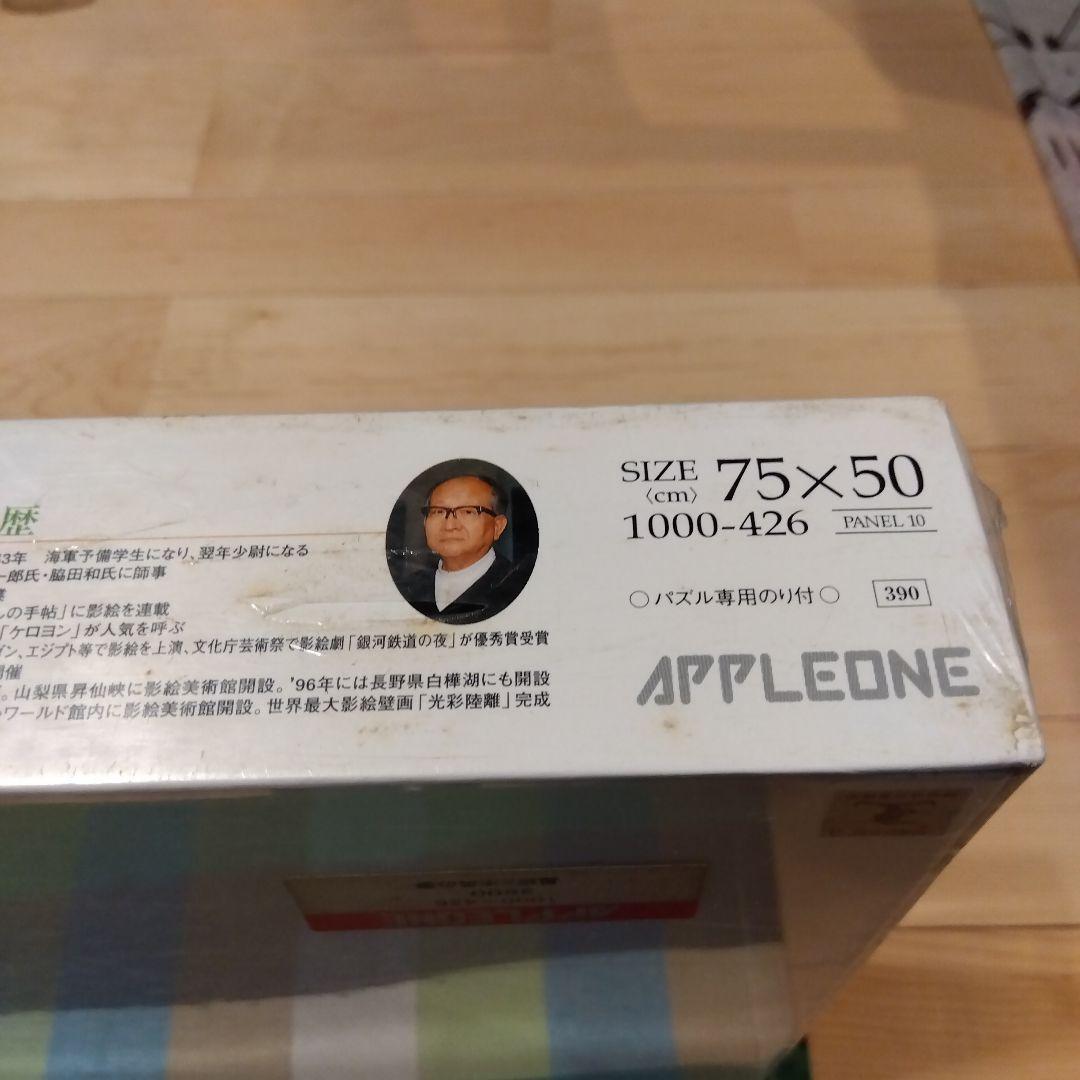 歴
3年 海軍予備学生になり、翌年少尉になる
一郎氏・脇田和氏に師事
しの手帖」に影絵を連載
「ケロヨン」が人気を呼ぶ
イン、エジプト等で影絵を上演、文化庁芸術祭で影絵劇「銀河鉄道の夜」が優秀賞受賞
開催
。山梨県昇仙峡に影絵美術館開設。'96年には長野県白樺湖にも開設
ワールド館内に影絵美術館開設。世界最大影絵壁画「光彩陸離」完成
SIZE 〈cm〉 75×50
1000-426 PANEL 10
○パズル専用のり付○ 390
APPLEONE
APPLEONE
1000-426